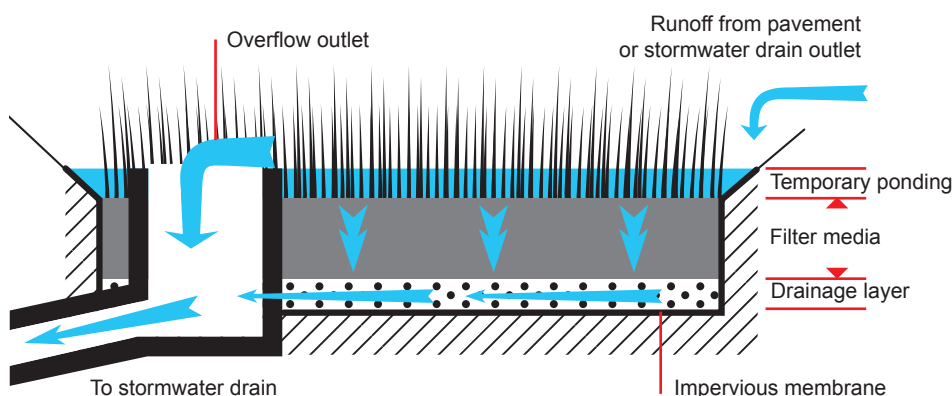 Overflow outlet
Runoff from pavement
or stormwater drain outlet
Temporary ponding
Filter media
Drainage layer
To stormwater drain
Impervious membrane